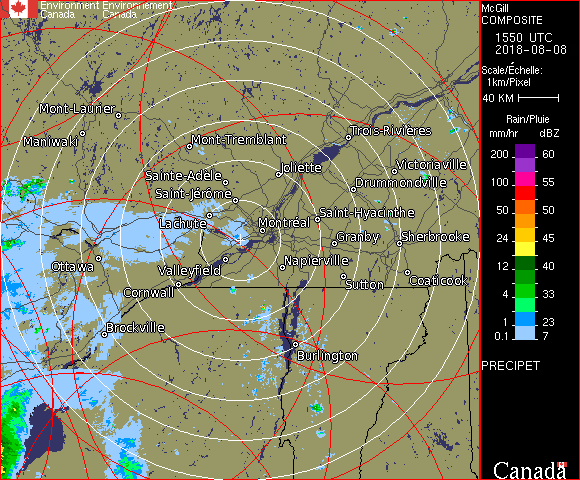 Environment Environnement
Canada Canada
McGill
COMPOSITE
1550 UTC
2018-08-08
Scale/Échelle:
1km/Pixel
40 KM
Rain/Pluie
mm/hr dBZ
200 60
100 55
50 50
24 45
12 40
4 33
1 23
0.1 7
PRECIPET
Canada
Mont-Laurier
Maniwaki
Mont-Tremblant
Trois-Rivières
Joliette
Victoriaville
Sainte-Adèle
Drummondville
Saint-Jérôme
Lachute
Saint-Hyacinthe
Montréal
Granby
Sherbrooke
Ottawa
Valleyfield
Napierville
Sutton
Coaticook
Cornwall
Brockville
Burlington